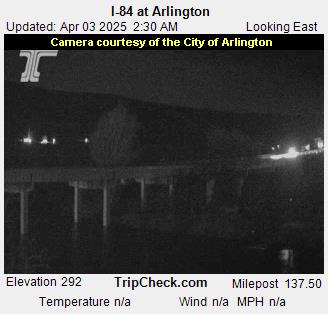 I-84 at Arlington
Updated: Apr 03 2025 2:30 AM Looking East
Camera courtesy of the City of Arlington
Elevation 292 TripCheck.com Milepost 137.50
Temperature n/a Wind n/a MPH n/a